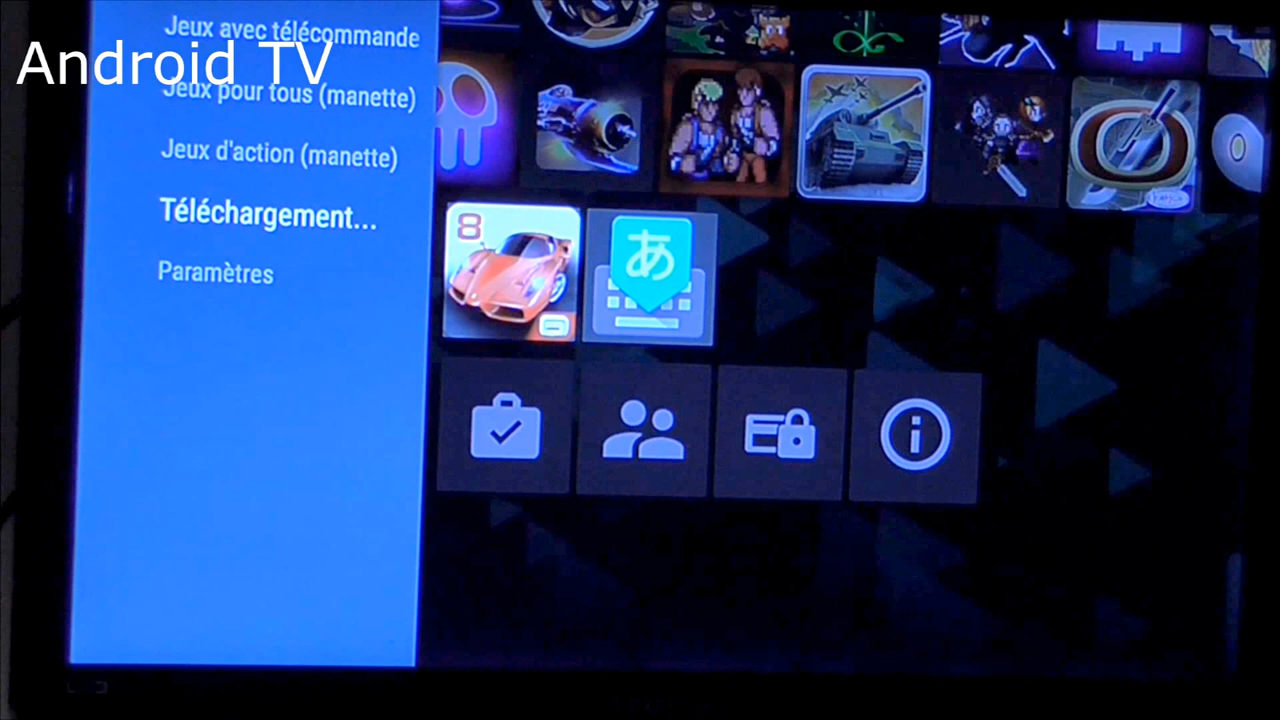 Jeux avec télécommande
Android TV
Jeux pour tous (manette)
Jeux d'action (manette)
Téléchargement...
Paramètres
8
あ